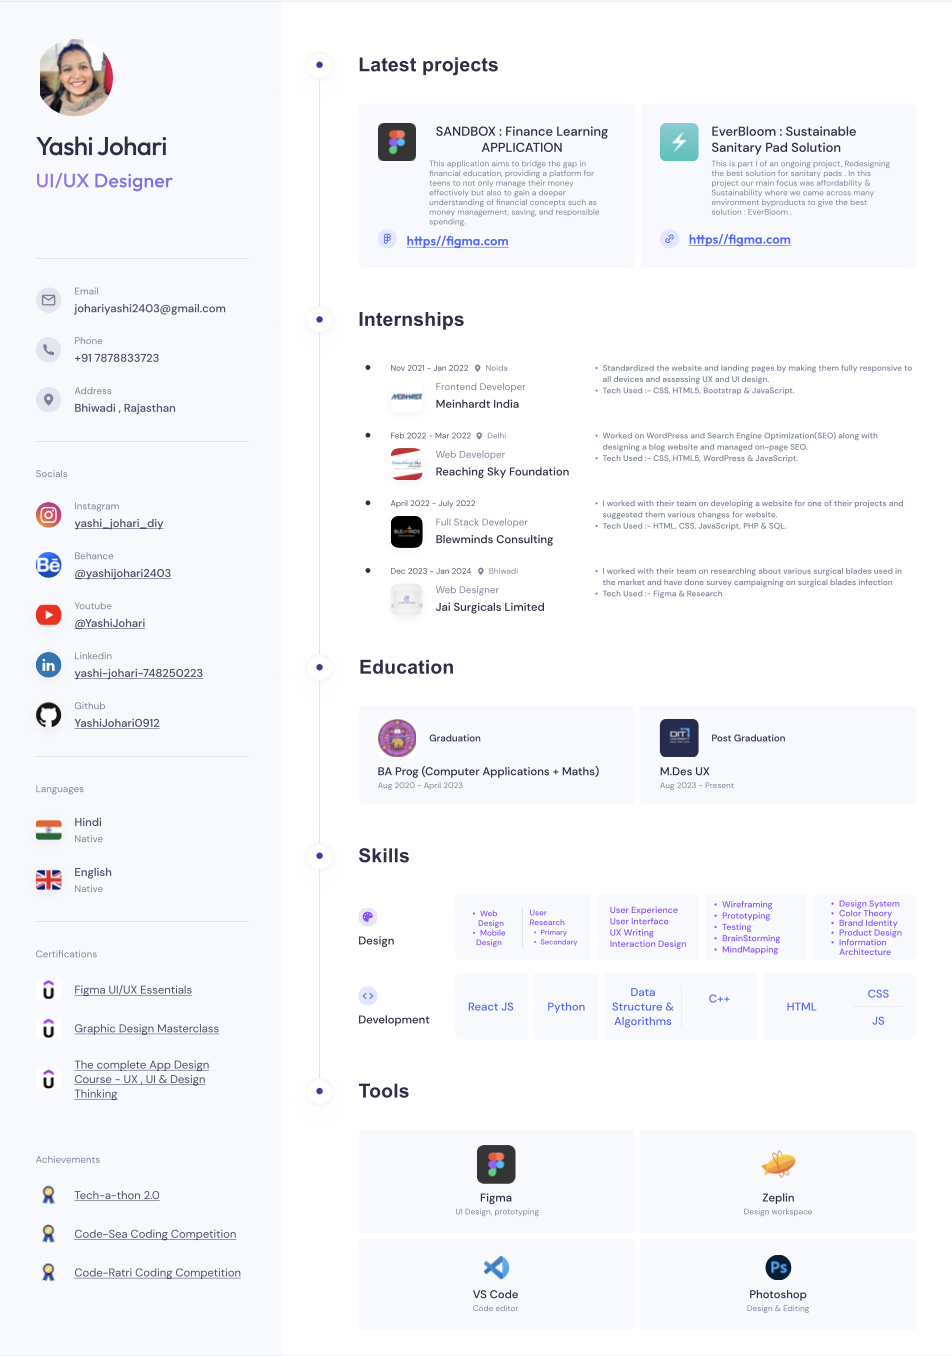 Yashi Johari
UI/UX Designer
Email
johariyashi2403@gmail.com
Phone
+91 7878833723
Address
Bhiwadi , Rajasthan
Socials
Instagram
yashi_johari_diy
Bē
Behance
@yashijohari2403
Youtube
@YashiJohari
in
Linkedin
yashi-johari-748250223
Github
YashiJohari0912
Languages
Hindi
Native
English
Native
Certifications
Figma UI/UX Essentials
Graphic Design Masterclass
The complete App Design
Course - UX , UI & Design
Thinking
Achievements
Tech-a-thon 2.0
Code-Sea Coding Competition
Code-Ratri Coding Competition
Latest projects
SANDBOX : Finance Learning
APPLICATION
This application aims to bridge the gap in
financial education, providing a platform for
teens to not only manage their money
effectively but also to gain a deeper
understanding of financial concepts such as
money management, saving, and responsible
spending.
https//figma.com
EverBloom : Sustainable
Sanitary Pad Solution
This is part I of an ongoing project, Redesigning
the best solution for sanitary pads . In this
project our main focus was affordability &
Sustainability where we came across many
environment byproducts to give the best
solution : EverBloom .
https//figma.com
Internships
Nov 2021 - Jan 2022 Noida
MEINHARDT
Frontend Developer
Meinhardt India
• Standardized the website and landing pages by making them fully responsive to
all devices and assessing UX and UI design.
• Tech Used :- CSS, HTML5, Bootstrap & JavaScript.
Feb 2022 - Mar 2022 Delhi
Web Developer
Reaching Sky Foundation
• Worked on WordPress and Search Engine Optimization(SEO) along with
designing a blog website and managed on-page SEO.
• Tech Used :- CSS, HTML5, WordPress & JavaScript.
April 2022 - July 2022
BLEWMINDS
Full Stack Developer
Blewminds Consulting
• I worked with their team on developing a website for one of their projects and
suggested them various changes for website.
• Tech Used :- HTML, CSS, JavaScript, PHP & SQL.
Dec 2023 - Jan 2024 Bhiwadi
Web Designer
Jai Surgicals Limited
• I worked with their team on researching about various surgical blades used in
the market and have done survey campaigning on surgical blades infection
• Tech Used :- Figma & Research
Education
Graduation
BA Prog (Computer Applications + Maths)
Aug 2020 - April 2023
DIT
Post Graduation
M.Des UX
Aug 2023 - Present
Skills
Design
• Web
Design
• Mobile
Design
User
Research
• Primary
• Secondary
User Experience
User Interface
UX Writing
Interaction Design
• Wireframing
• Prototyping
• Testing
• BrainStorming
• MindMapping
• Design System
• Color Theory
• Brand Identity
• Product Design
• Information
Architecture
Development
React JS
Python
Data
Structure &
Algorithms
C++
HTML
CSS
JS
Tools
Figma
UI Design, prototyping
Zeplin
Design workspace
VS Code
Code editor
Ps
Photoshop
Design & Editing